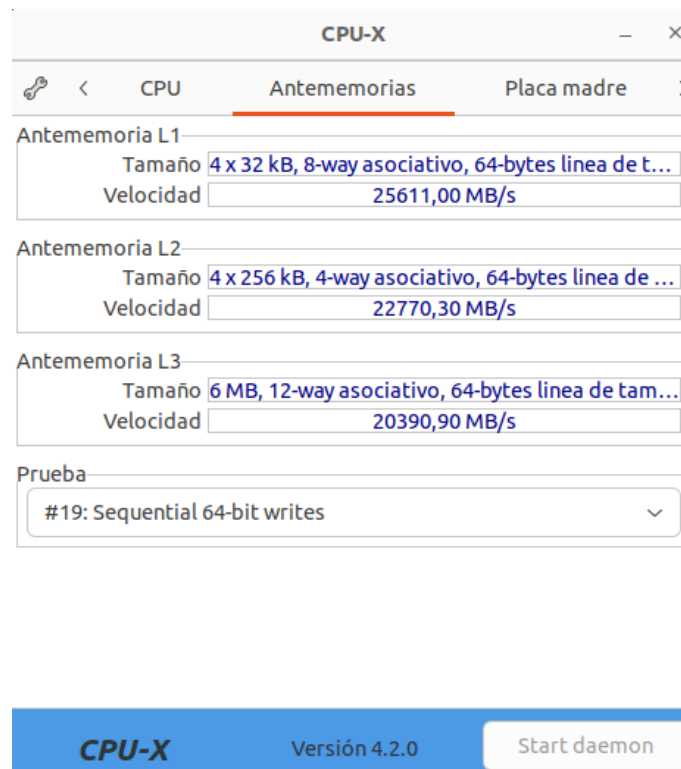 CPU-X
CPU Antememorias Placa madre
Antememoria L1
Tamaño 4 x 32 kB, 8-way asociativo, 64-bytes linea de t...
Velocidad 25611,00 MB/s
Antememoria L2
Tamaño 4 x 256 kB, 4-way asociativo, 64-bytes linea de ...
Velocidad 22770,30 MB/s
Antememoria L3
Tamaño 6 MB, 12-way asociativo, 64-bytes linea de tam...
Velocidad 20390,90 MB/s
Prueba
#19: Sequential 64-bit writes
CPU-X Versión 4.2.0 Start daemon